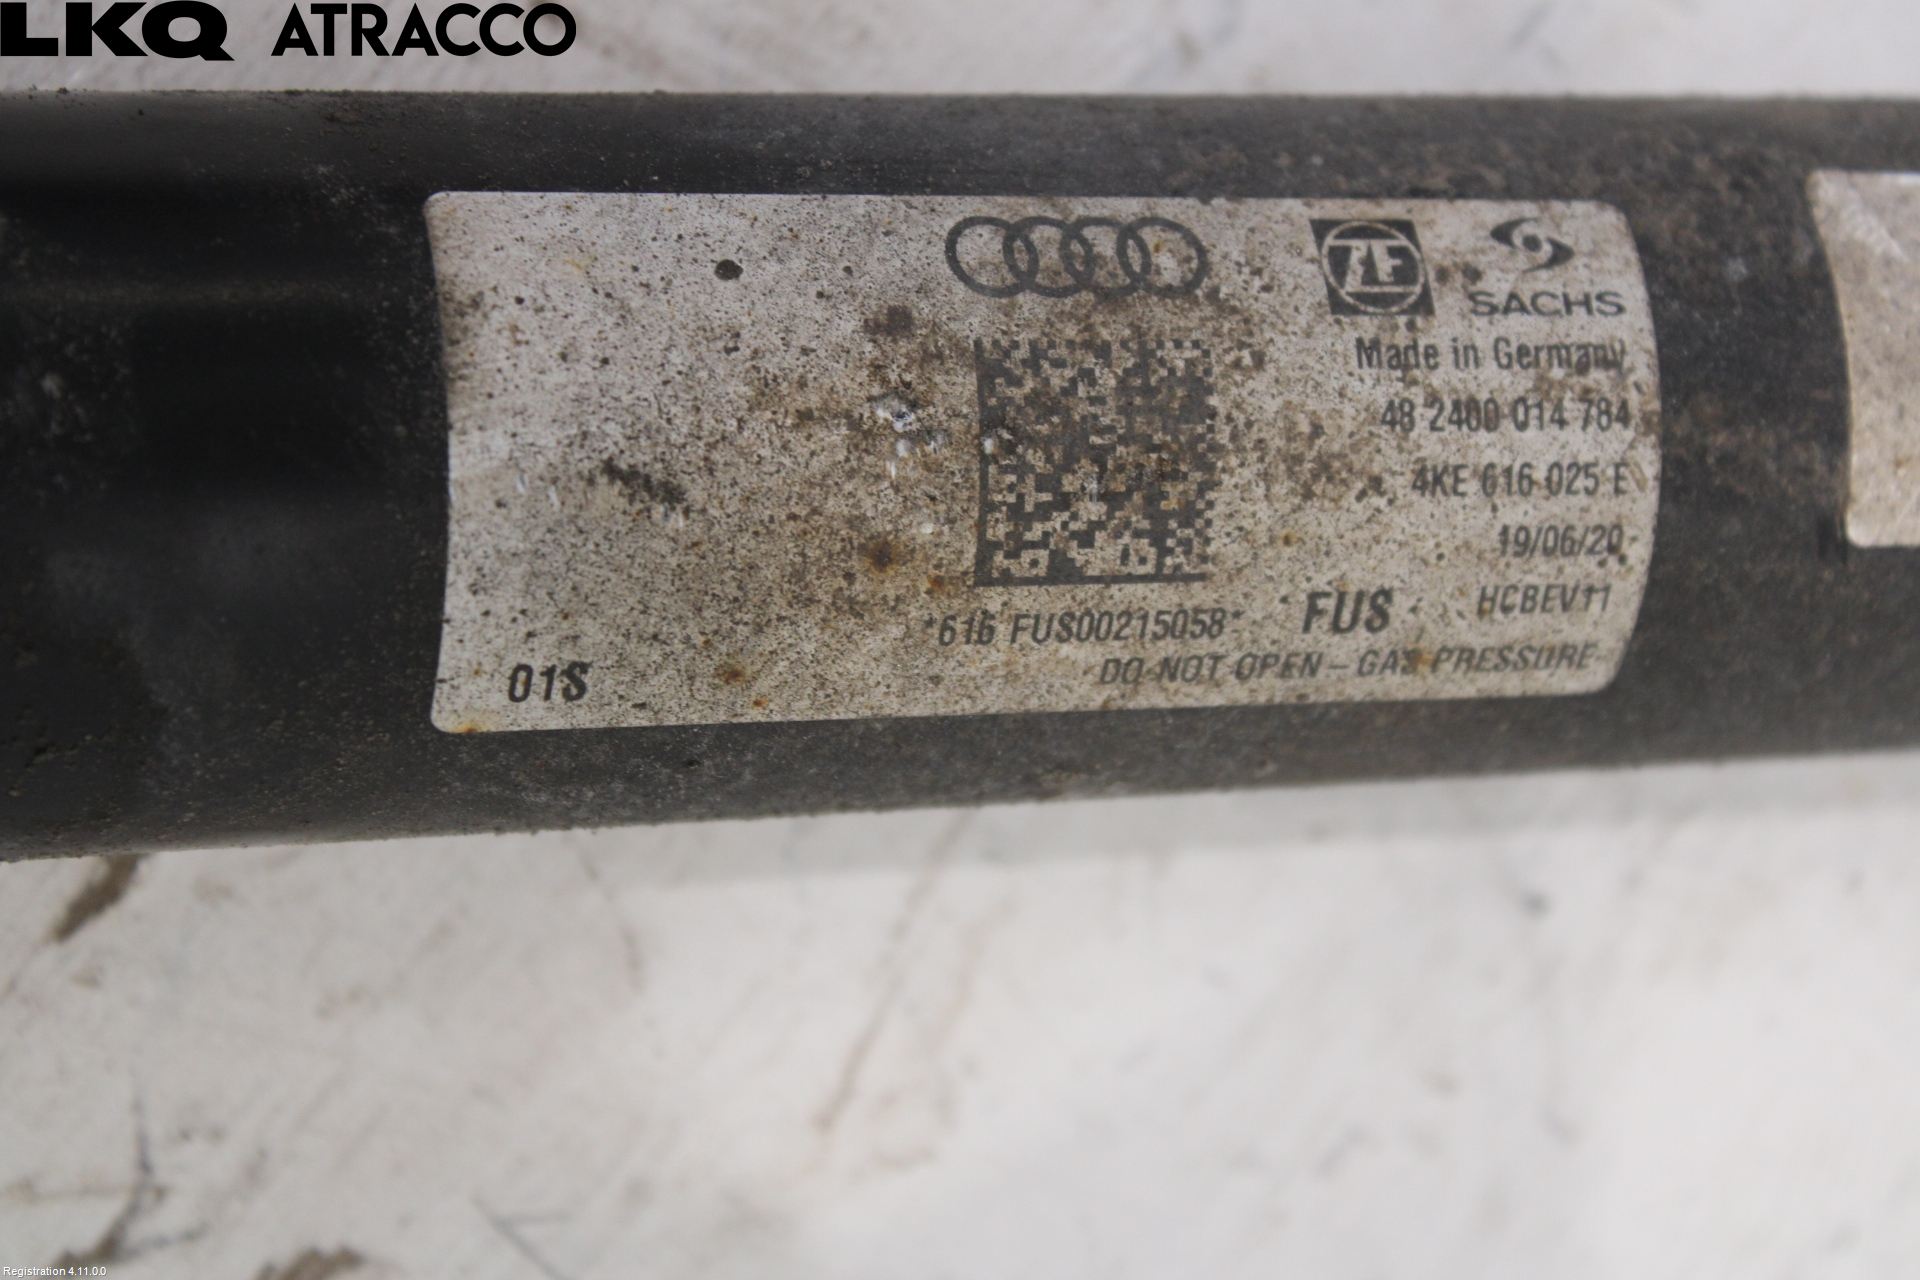 LKQ ATRACCO
ZF
SACHS
Made in Germany
48 2400 014 784
4KE 616 025 E
19/06/20
HCBEV11
FUS
*616 FUS00215058*
DO NOT OPEN - GAS PRESSURE
01S
Registration 4.11.0.0